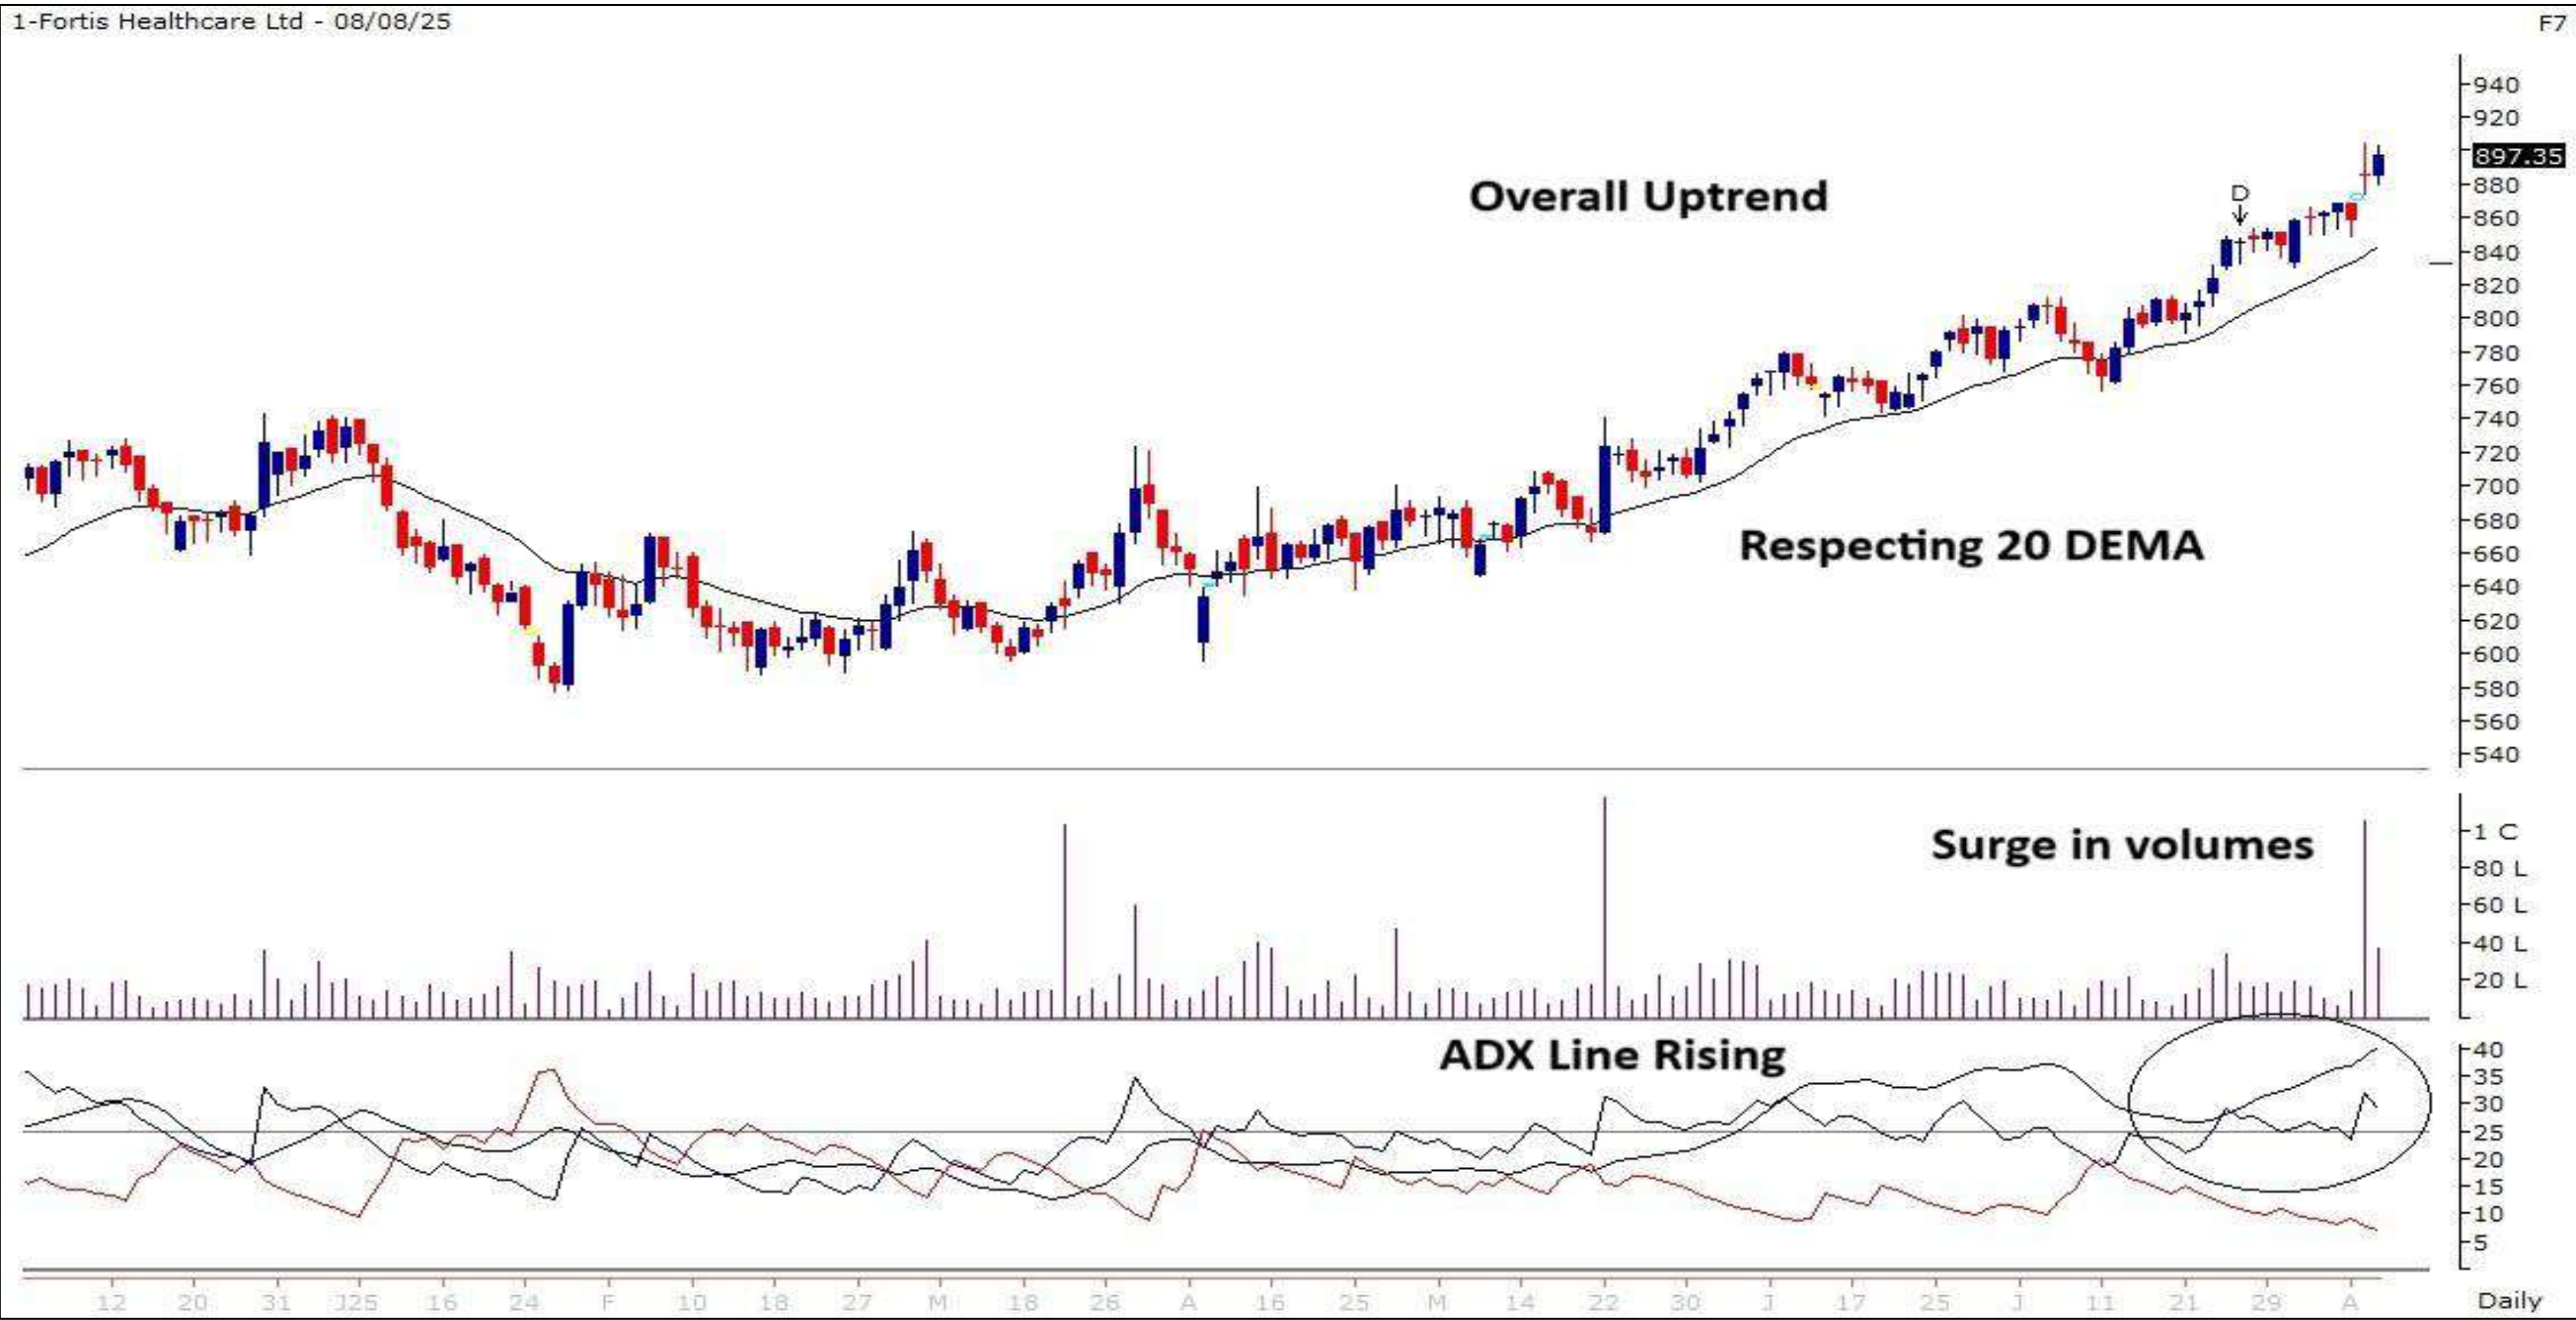 1-Fortis Healthcare Ltd - 08/08/25 F7
940
920
897.35
Overall Uptrend
880
D
860
840
820
800
780
760
740
720
700
680
Respecting 20 DEMA
660
640
620
600
580
560
540
1 C
Surge in volumes
80 L
60 L
40 L
20 L
ADX Line Rising
40
35
30
25
20
15
10
5
12 20 31 J25 16 24 F 10 18 27 M 18 26 A 16 25 M 14 22 30 J 17 25 J 11 21 29 A Daily